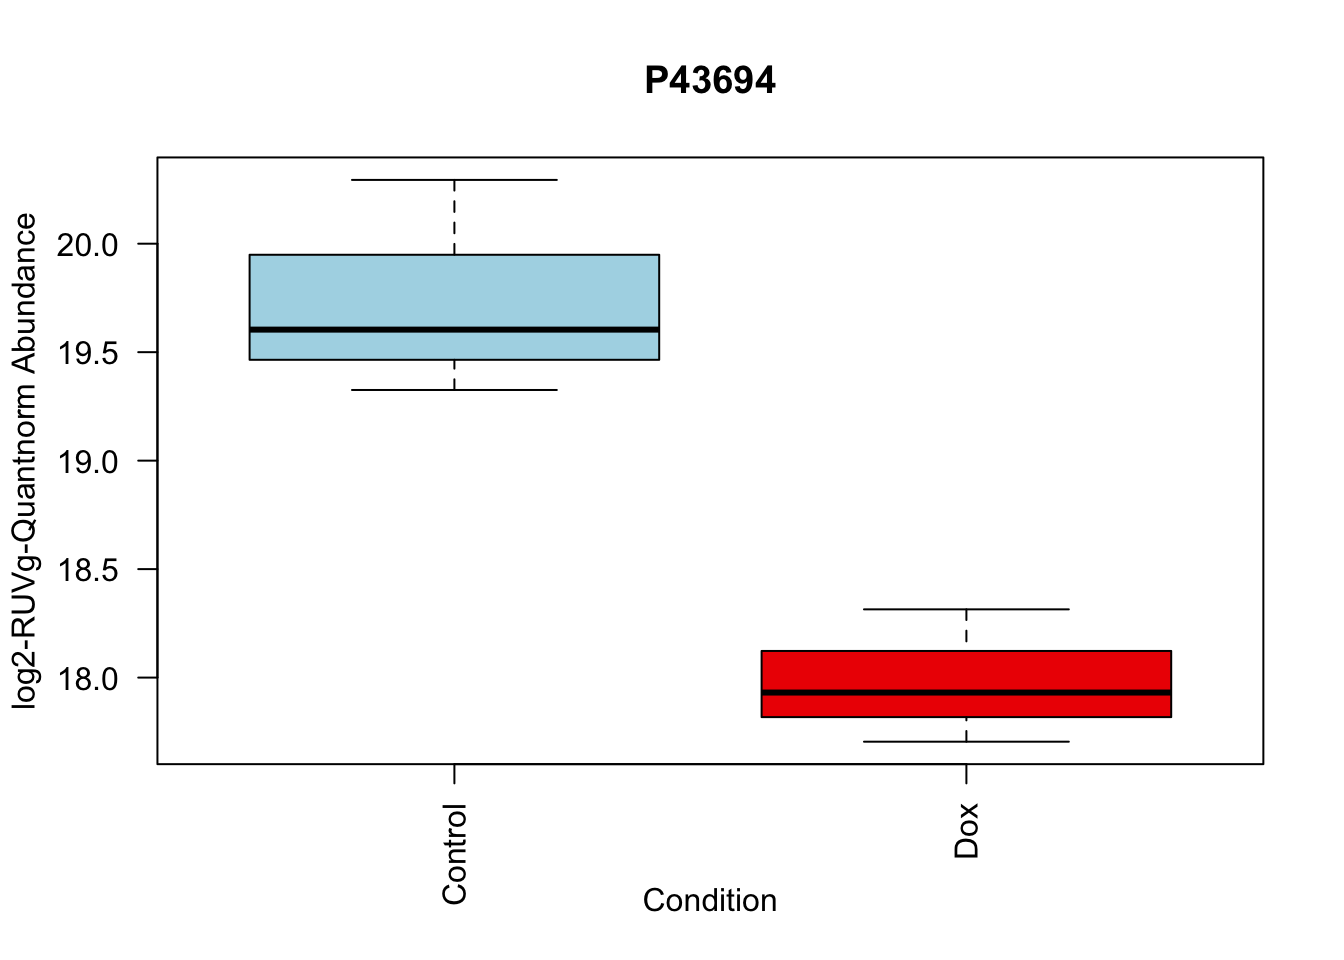 P43694
log2-RUVg-Quantnorm Abundance
20.0
19.5
19.0
18.5
18.0
Control
Dox
Condition